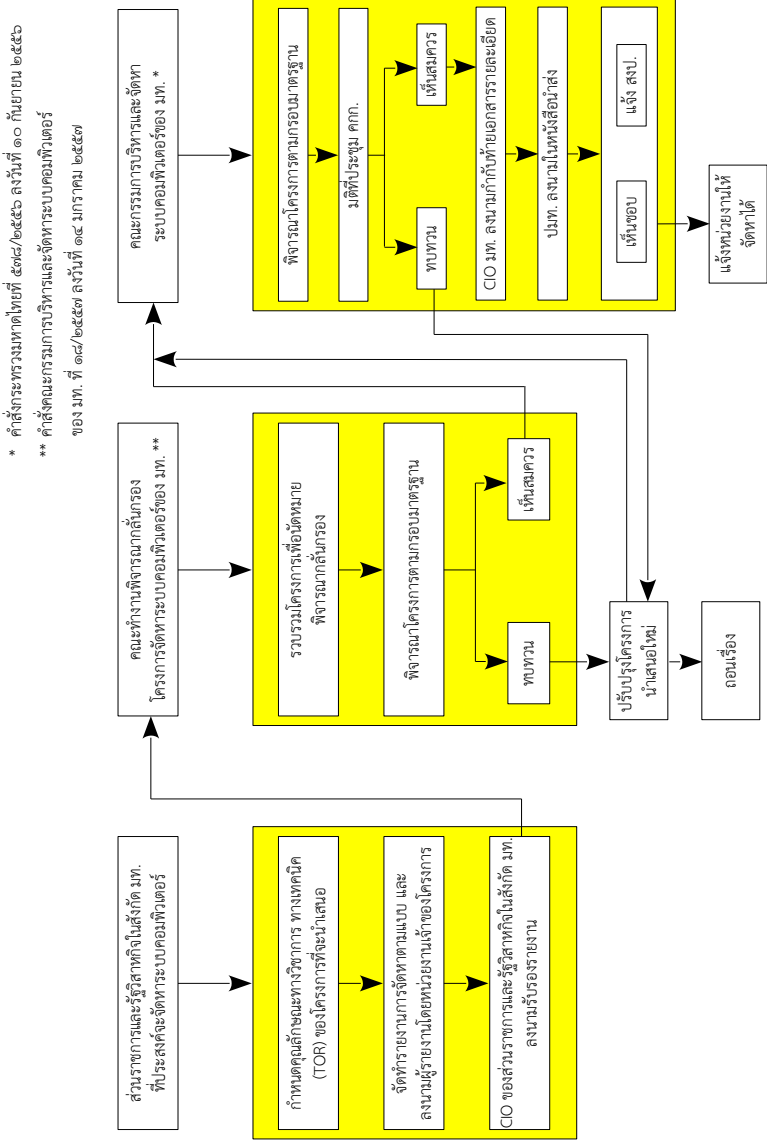 * คำสั่งกระทรวงมหาดไทยที่ ๕๗๘/๒๕๕๖ ลงวันที่ ๑๐ กันยายน ๒๕๕๖
** คำสั่งคณะกรรมการบริหารและจัดหาระบบคอมพิวเตอร์
ของ มท. ที่ ๑๘/๒๕๕๗ ลงวันที่ ๑๔ มกราคม ๒๕๕๗
ส่วนราชการและรัฐวิสาหกิจในสังกัด มท.
ที่ประสงค์จะจัดหาระบบคอมพิวเตอร์
กำหนดคุณลักษณะทางวิชาการ ทางเทคนิค
(TOR) ของโครงการที่จะนำเสนอ
จัดทำรายงานการจัดหาตามแบบ และ
ลงนามผู้รายงานโดยหน่วยงานเจ้าของโครงการ
CIO ของส่วนราชการและรัฐวิสาหกิจในสังกัด มท.
ลงนามรับรองรายงาน
คณะทำงานพิจารณากลั่นกรอง
โครงการจัดหาระบบคอมพิวเตอร์ของ มท. **
รวบรวมโครงการเพื่อนัดหมาย
พิจารณากลั่นกรอง
พิจารณาโครงการตามกรอบมาตรฐาน
ทบทวน
เห็นสมควร
ปรับปรุงโครงการ
นำเสนอใหม่
ถอนเรื่อง
คณะกรรมการบริหารและจัดหา
ระบบคอมพิวเตอร์ของ มท. *
พิจารณาโครงการตามกรอบมาตรฐาน
มติที่ประชุม คกก.
ทบทวน
เห็นสมควร
CIO มท. ลงนามกำกับท้ายเอกสารรายละเอียด
ปมท. ลงนามในหนังสือนำส่ง
เห็นชอบ
แจ้ง สงป.
แจ้งหน่วยงานให้
จัดหาได้